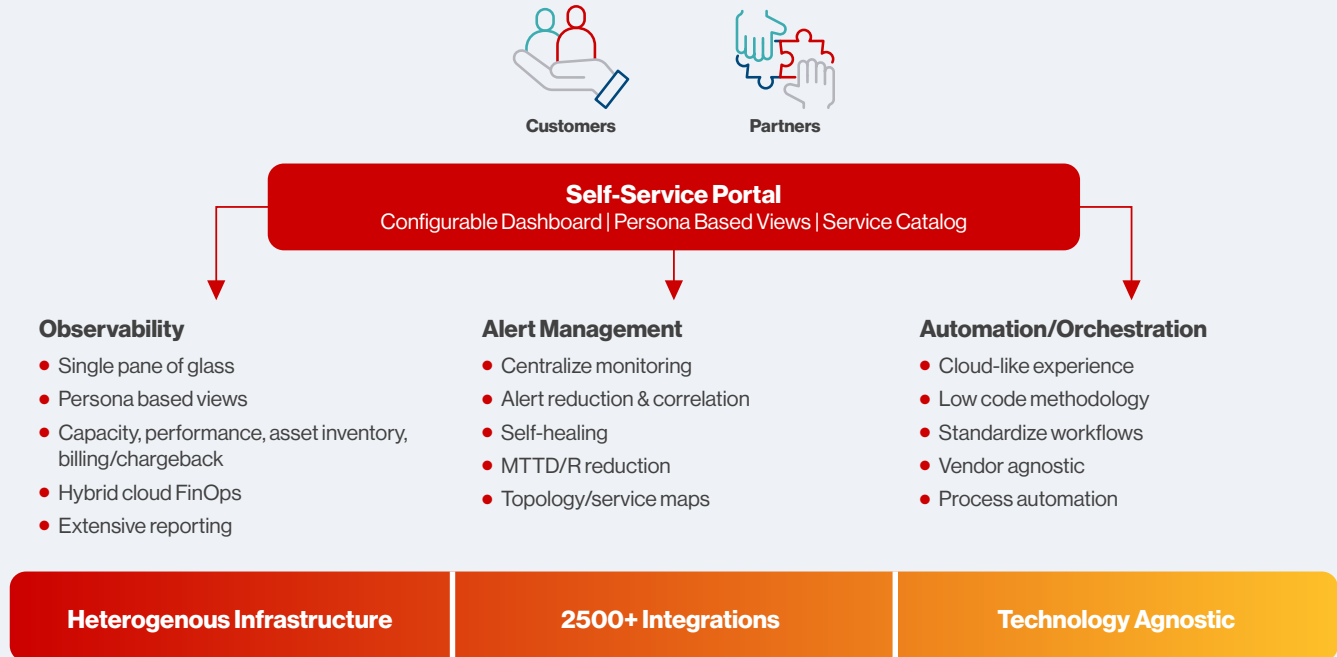 Customers
Partners
Self-Service Portal
Configurable Dashboard | Persona Based Views | Service Catalog
Observability
• Single pane of glass
• Persona based views
• Capacity, performance, asset inventory,
billing/chargeback
• Hybrid cloud FinOps
• Extensive reporting
Alert Management
• Centralize monitoring
• Alert reduction & correlation
• Self-healing
• MTTD/R reduction
• Topology/service maps
Automation/Orchestration
• Cloud-like experience
• Low code methodology
• Standardize workflows
• Vendor agnostic
• Process automation
Heterogenous Infrastructure
2500+ Integrations
Technology Agnostic